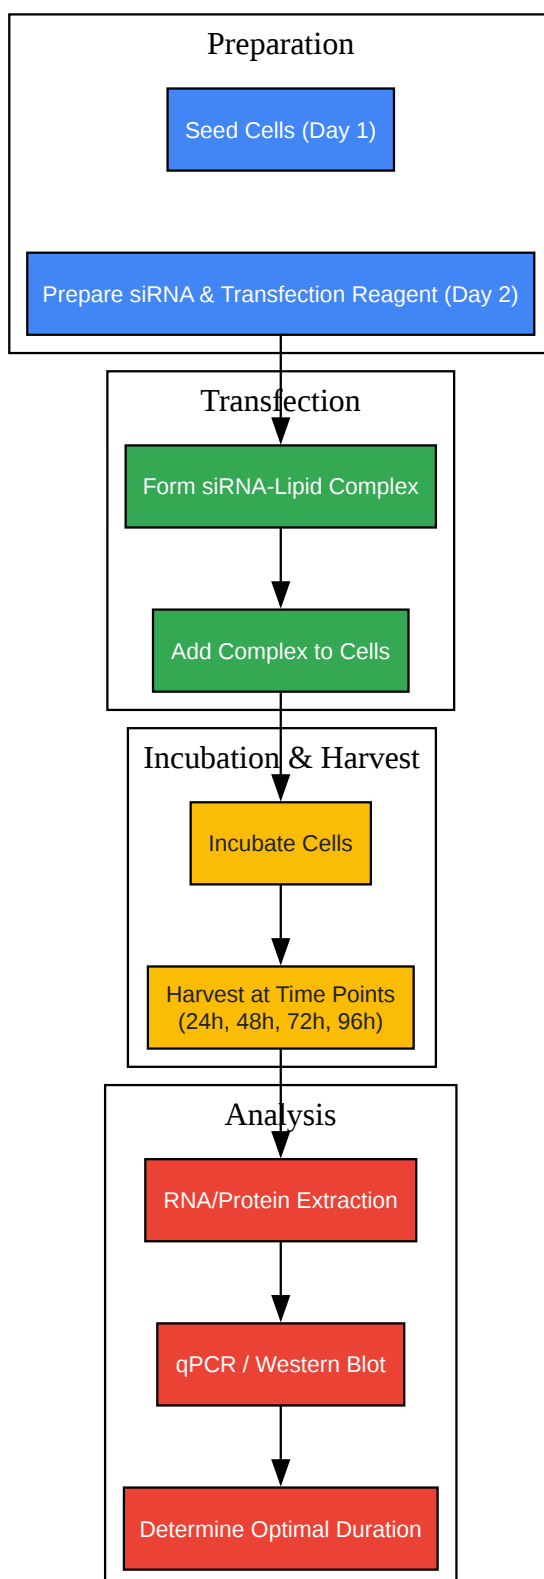 Preparation
Seed Cells (Day 1)
Prepare siRNA & Transfection Reagent (Day 2)
Transfection
Form siRNA-Lipid Complex
Add Complex to Cells
Incubation & Harvest
Incubate Cells
Harvest at Time Points
(24h, 48h, 72h, 96h)
Analysis
RNA/Protein Extraction
qPCR / Western Blot
Determine Optimal Duration